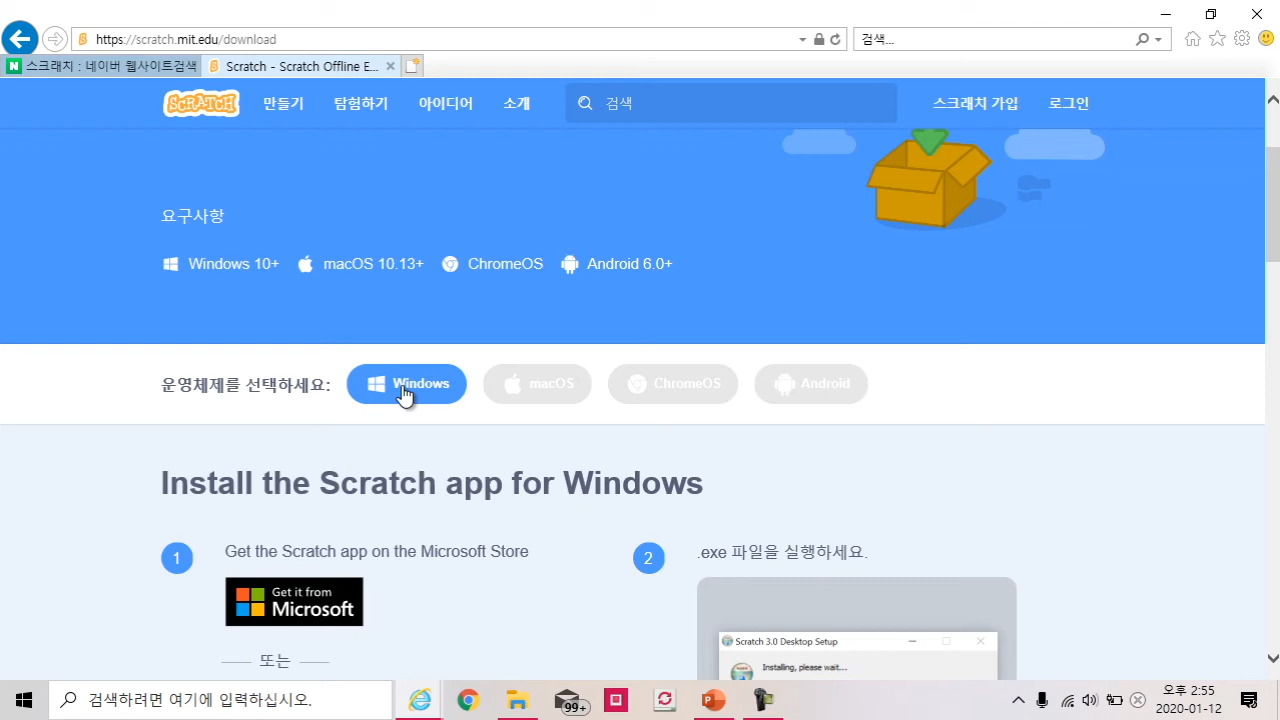 https://scratch.mit.edu/download
검색...
스크래치 : 네이버 웹사이트검색
Scratch - Scratch Offline E...
SCRATCH
만들기
탐험하기
아이디어
소개
검색
스크래치 가입
로그인
요구사항
Windows 10+
macOS 10.13+
ChromeOS
Android 6.0+
운영체제를 선택하세요:
Windows
macOS
ChromeOS
Android
Install the Scratch app for Windows
1
Get the Scratch app on the Microsoft Store
Get it from
Microsoft
또는
2
.exe 파일을 실행하세요.
Scratch 3.0 Desktop Setup
Installing, please wait...
검색하려면 여기에 입력하십시오.
99+
오후 2:55
2020-01-12